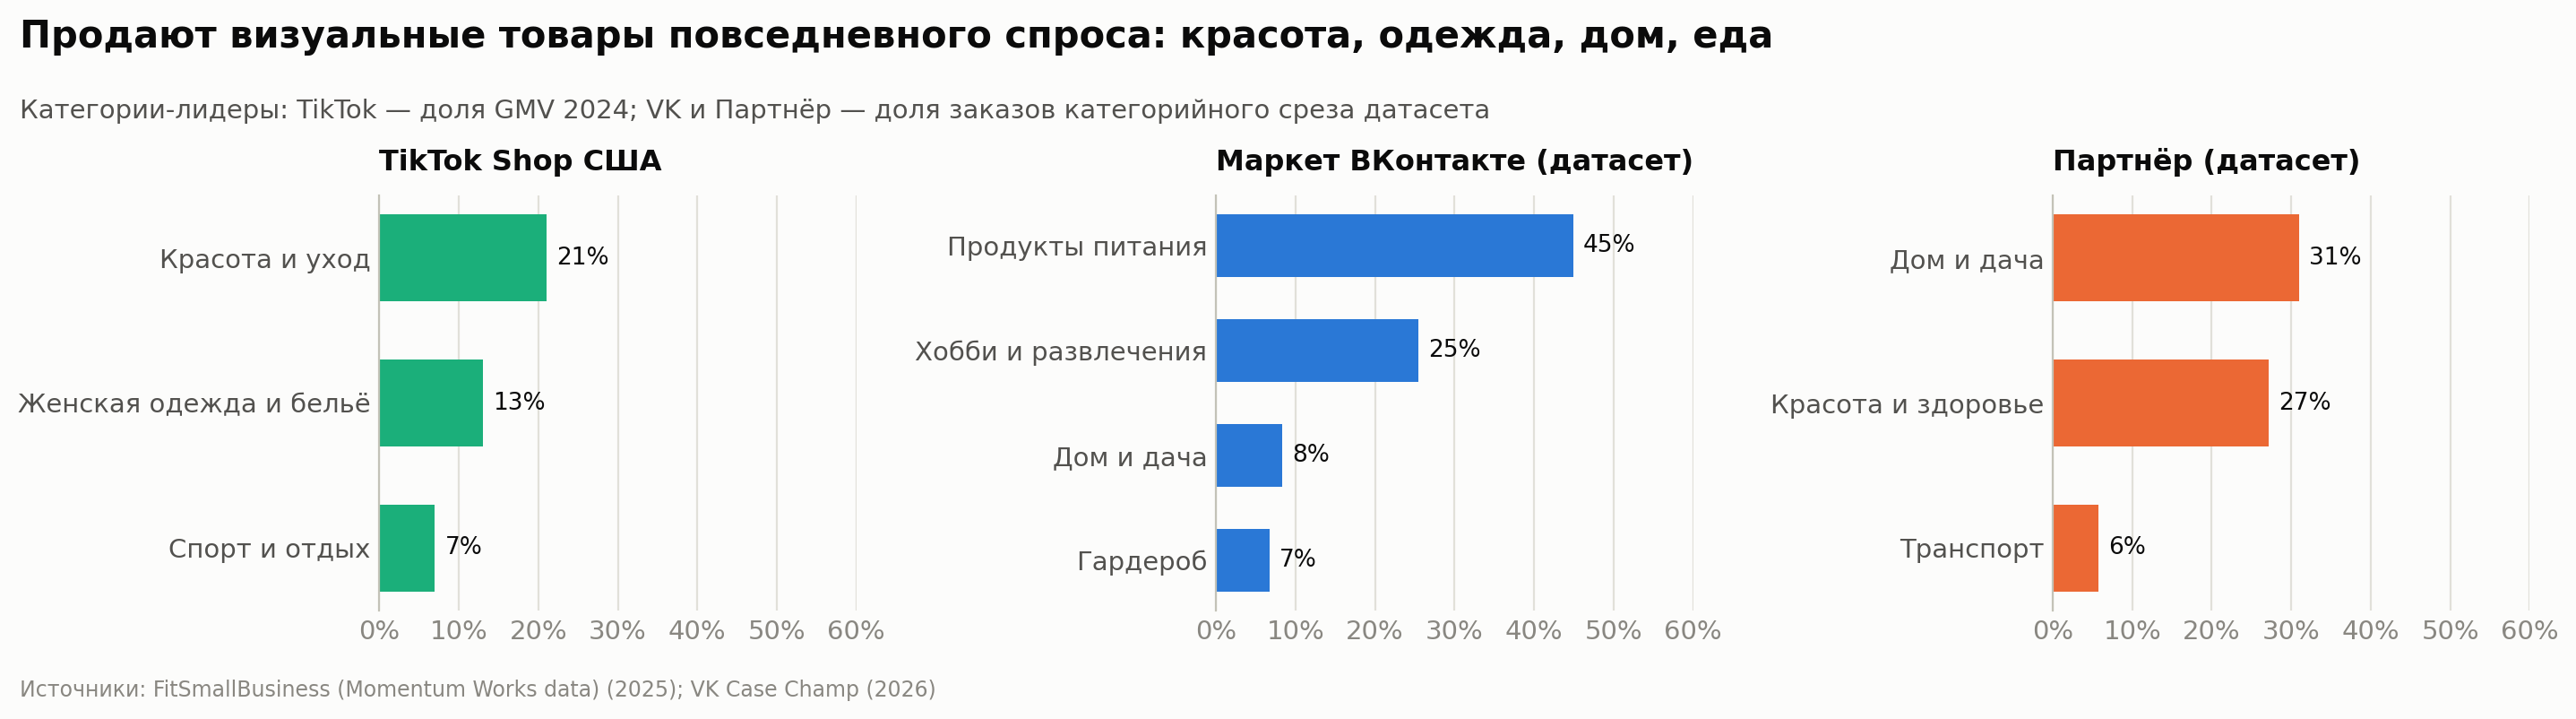 Продают визуальные товары повседневного спроса: красота, одежда, дом, еда
Категории-лидеры: TikTok — доля GMV 2024; VK и Партнёр — доля заказов категорийного среза датасета
TikTok Shop США
Красота и уход
21%
Женская одежда и бельё
13%
Спорт и отдых
7%
0% 10% 20% 30% 40% 50% 60%
Маркет ВКонтакте (датасет)
Продукты питания
45%
Хобби и развлечения
25%
Дом и дача
8%
Гардероб
7%
0% 10% 20% 30% 40% 50% 60%
Партнёр (датасет)
Дом и дача
31%
Красота и здоровье
27%
Транспорт
6%
0% 10% 20% 30% 40% 50% 60%
Источники: FitSmallBusiness (Momentum Works data) (2025); VK Case Champ (2026)